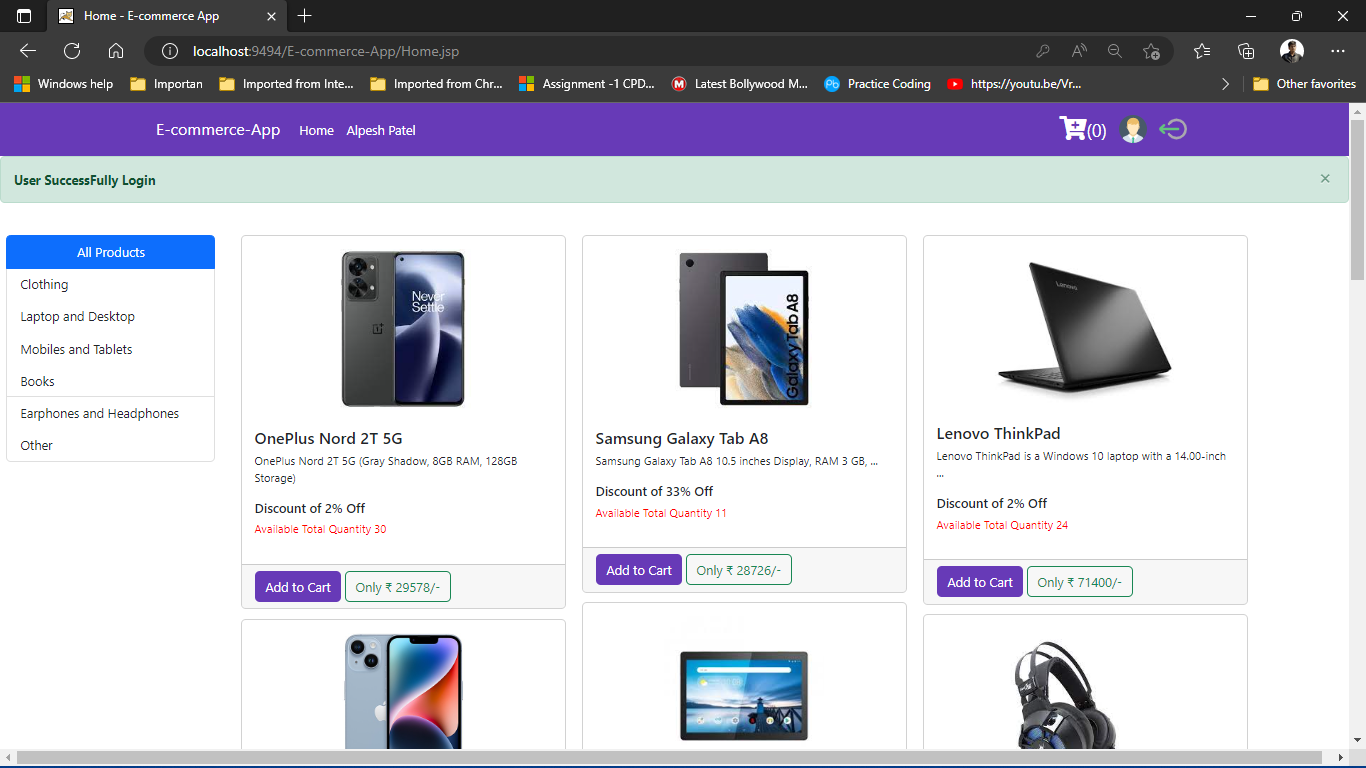 Home - E-commerce App
localhost:9494/E-commerce-App/Home.jsp
Windows help Importan Imported from Inte... Imported from Chr... Assignment -1 CPD... Latest Bollywood M... Practice Coding https://youtu.be/Vr... Other favorites
E-commerce-App Home Alpesh Patel (0)
User SuccessFully Login
All Products
Clothing
Laptop and Desktop
Mobiles and Tablets
Books
Earphones and Headphones
Other
Never
Settle
OnePlus Nord 2T 5G
OnePlus Nord 2T 5G (Gray Shadow, 8GB RAM, 128GB
Storage)
Discount of 2% Off
Available Total Quantity 30
Add to Cart Only ₹ 29578/-
Galaxy Tab A8
Samsung Galaxy Tab A8
Samsung Galaxy Tab A8 10.5 inches Display, RAM 3 GB, ...
Discount of 33% Off
Available Total Quantity 11
Add to Cart Only ₹ 28726/-
Lenovo
Lenovo ThinkPad
Lenovo ThinkPad is a Windows 10 laptop with a 14.00-inch
...
Discount of 2% Off
Available Total Quantity 24
Add to Cart Only ₹ 71400/-